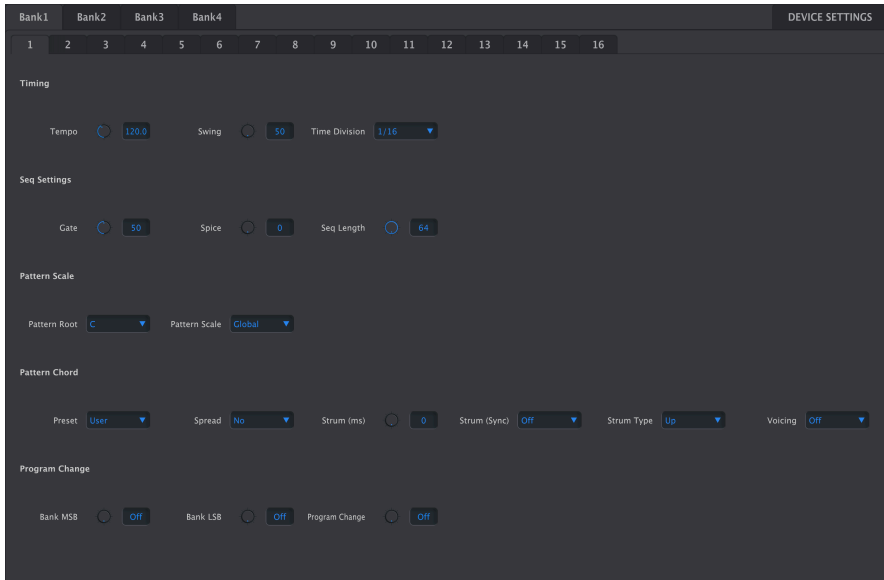 Bank1 Bank2 Bank3 Bank4 DEVICE SETTINGS
1 2 3 4 5 6 7 8 9 10 11 12 13 14 15 16
Timing
Tempo 120.0 Swing 50 Time Division 1/16
Seq Settings
Gate 50 Spice 0 Seq Length 64
Pattern Scale
Pattern Root C Pattern Scale Global
Pattern Chord
Preset User Spread No Strum (ms) 0 Strum (Sync) Off Strum Type Up Voicing Off
Program Change
Bank MSB Off Bank LSB Off Program Change Off